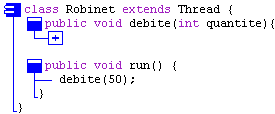 class Robinet extends Thread {
public void debite(int quantite){
+
public void run() {
debite(50);
}
}